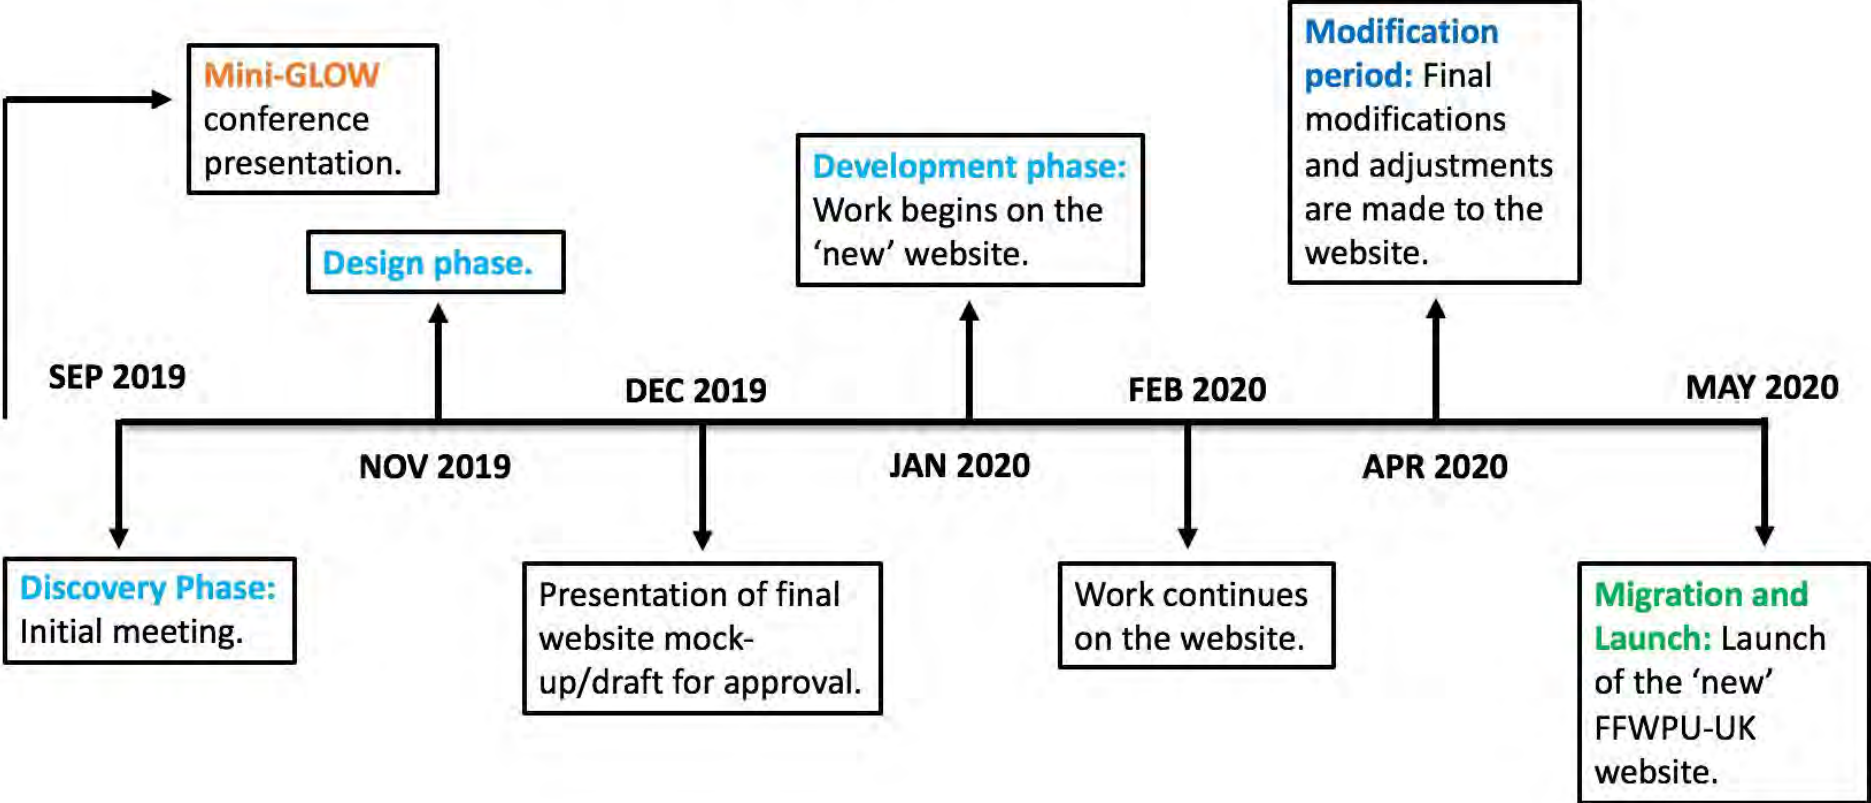 Mini-GLOW
conference
presentation.
Design phase.
Development phase:
Work begins on the
‘new’ website.
Modification
period: Final
modifications
and adjustments
are made to the
website.
SEP 2019
NOV 2019
DEC 2019
JAN 2020
FEB 2020
APR 2020
MAY 2020
Discovery Phase:
Initial meeting.
Presentation of final
website mock-
up/draft for approval.
Work continues
on the website.
Migration and
Launch: Launch
of the ‘new’
FFWPU-UK
website.